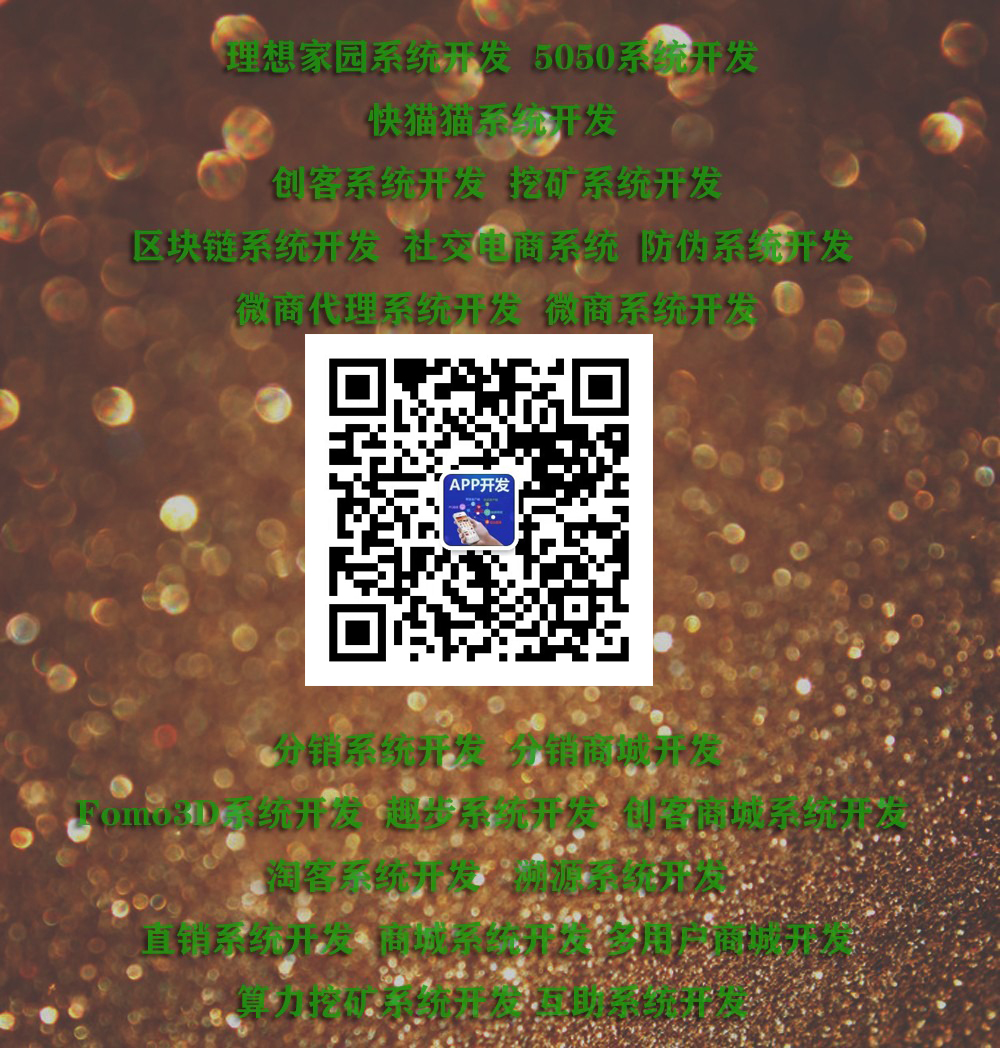 理想家园系统开发 5050系统开发
快猫猫系统开发
创客系统开发 挖矿系统开发
区块链系统开发 社交电商系统 防伪系统开发
微商代理系统开发 微商系统开发
APP开发
分销系统开发 分销商城开发
Fomo3D系统开发 趣步系统开发 创客商城系统开发
淘客系统开发 溯源系统开发
直销系统开发 商城系统开发 多用户商城开发
算力挖矿系统开发 互助系统开发